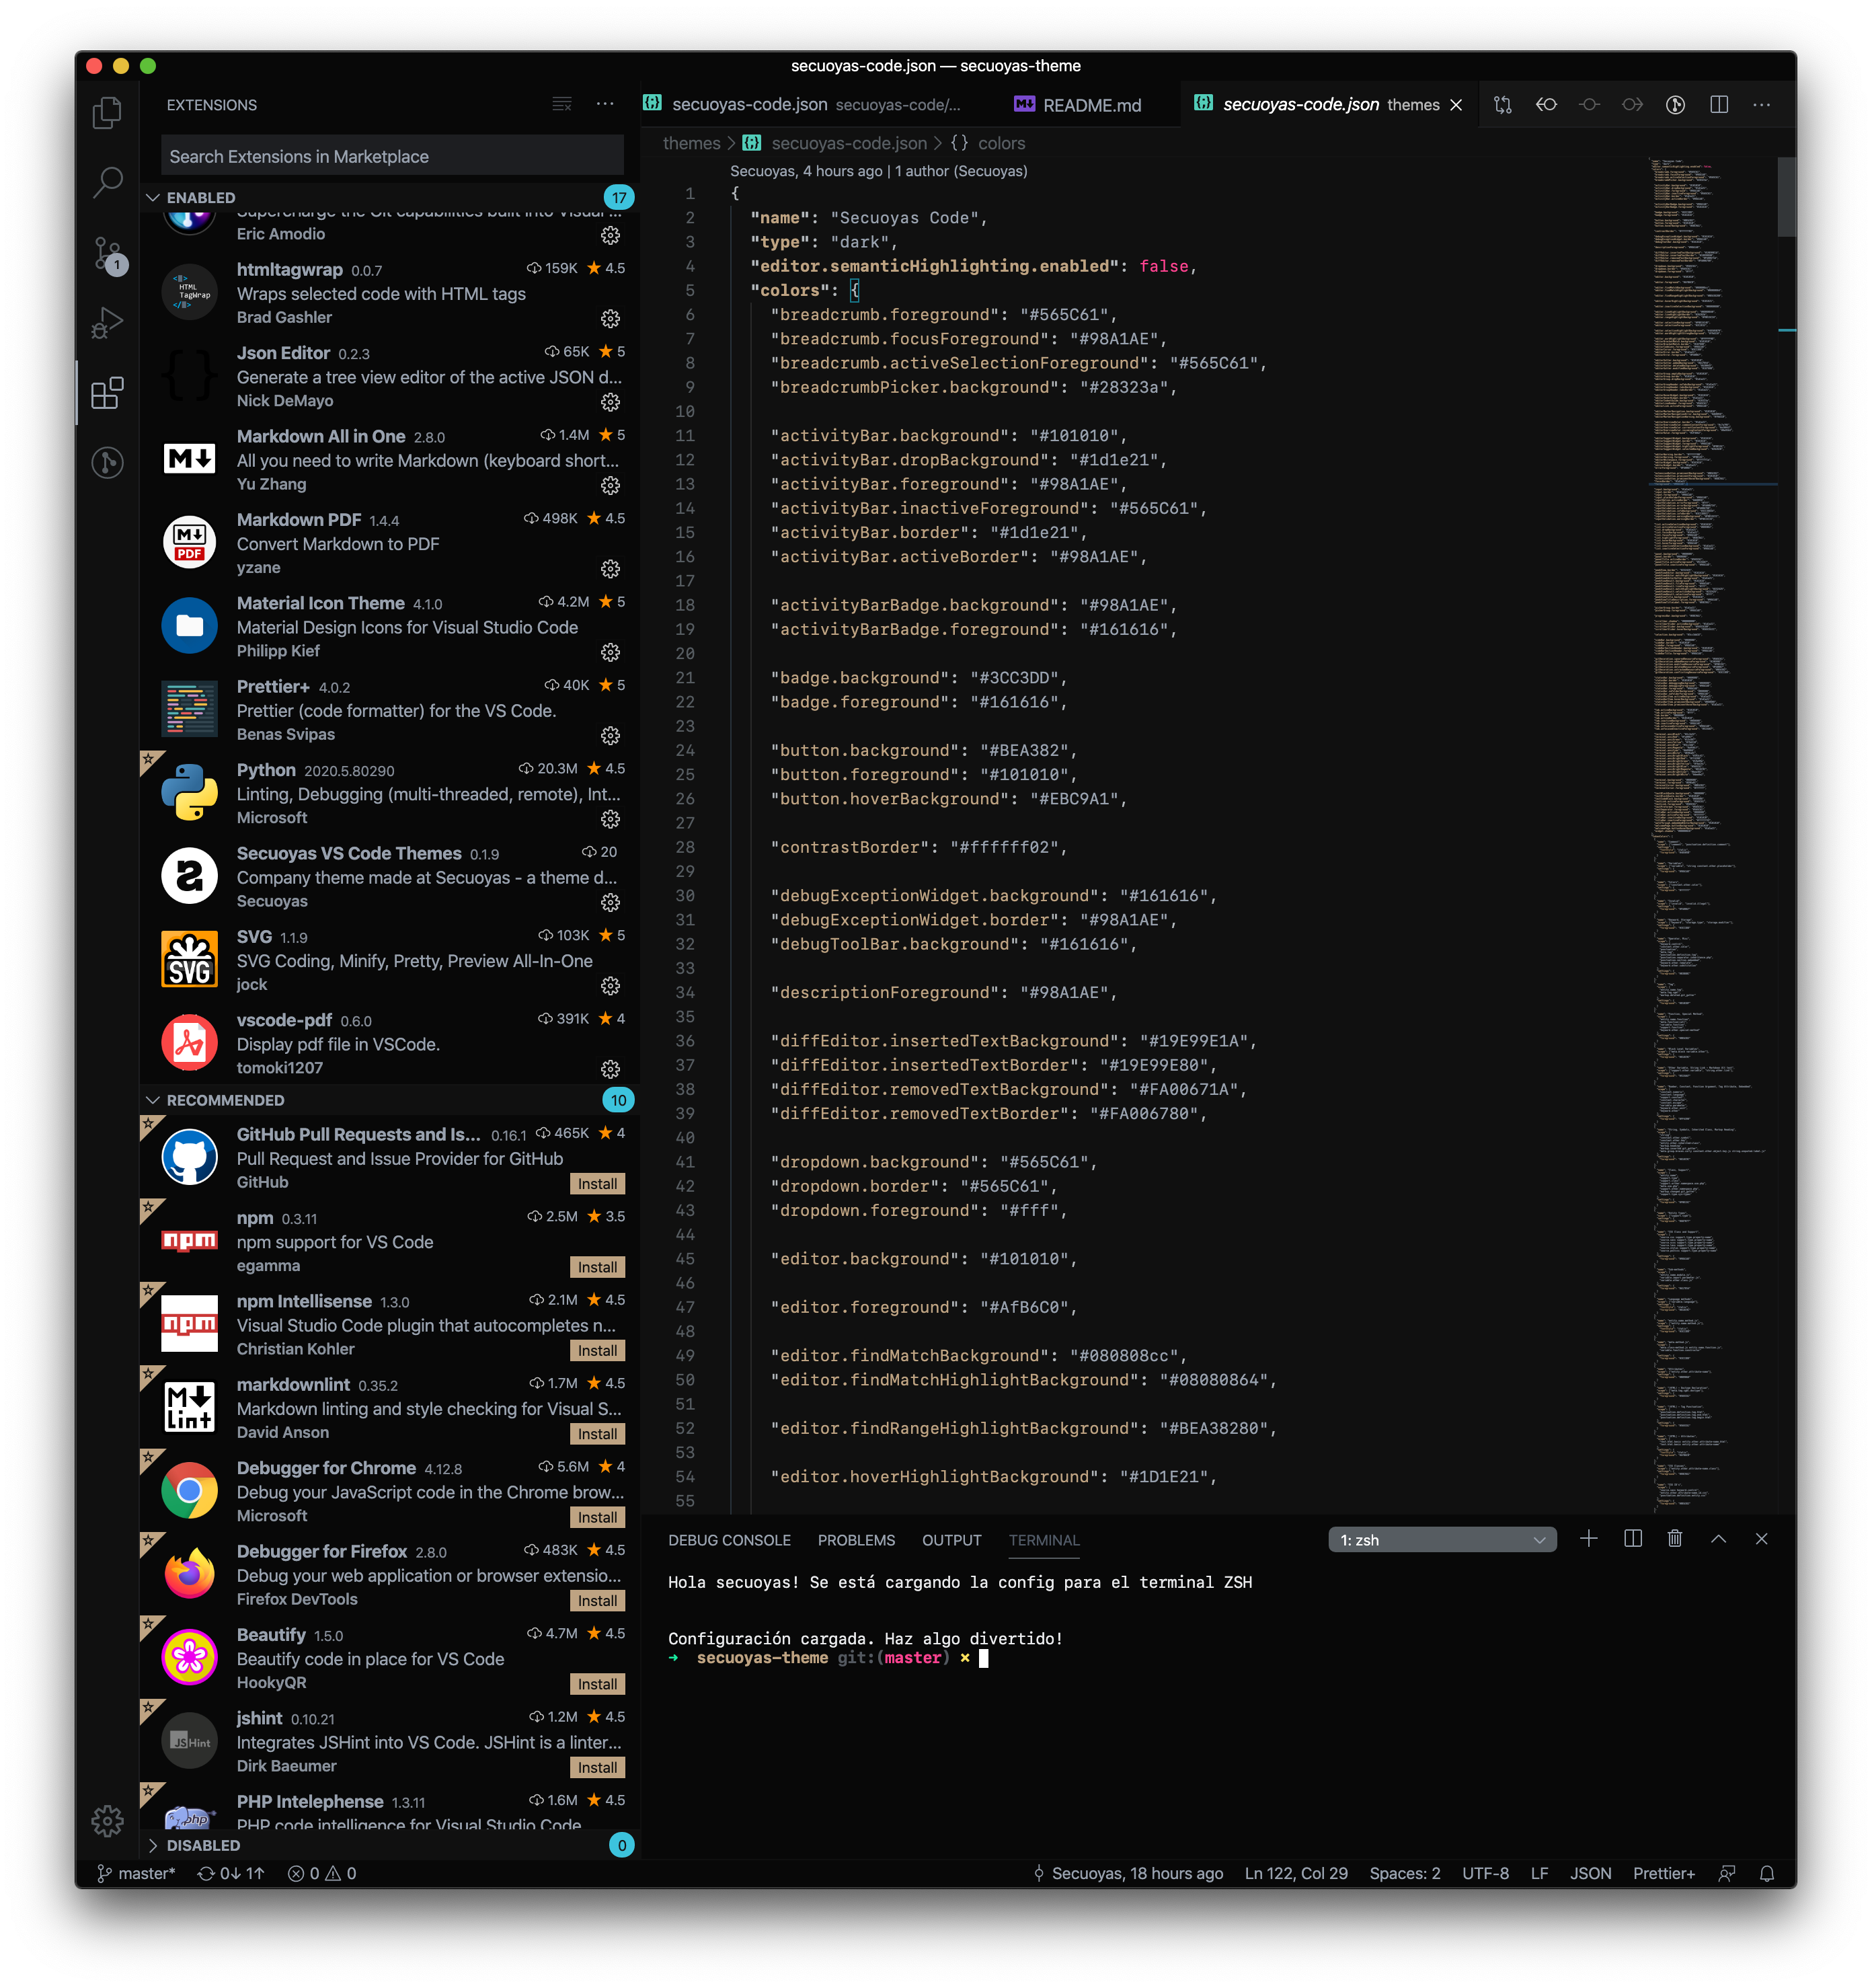 secuoyas-code.json — secuoyas-theme
EXTENSIONS
Search Extensions in Marketplace
ENABLED 17
Supercharge the Git capabilities built into Visual ...
Eric Amodio
HTML
TagWrap
htmltagwrap 0.0.7 159K 4.5
Wraps selected code with HTML tags
Brad Gashler
Json Editor 0.2.3 65K 5
Generate a tree view editor of the active JSON d...
Nick DeMayo
Markdown All in One 2.8.0 1.4M 5
All you need to write Markdown (keyboard short...
Yu Zhang
Markdown PDF 1.4.4 498K 4.5
Convert Markdown to PDF
yzane
Material Icon Theme 4.1.0 4.2M 5
Material Design Icons for Visual Studio Code
Philipp Kief
Prettier+ 4.0.2 40K 5
Prettier (code formatter) for the VS Code.
Benas Svipas
Python 2020.5.80290 20.3M 4.5
Linting, Debugging (multi-threaded, remote), Int...
Microsoft
Secuoyas VS Code Themes 0.1.9 20
Company theme made at Secuoyas - a theme d...
Secuoyas
SVG 1.1.9 103K 5
SVG Coding, Minify, Pretty, Preview All-In-One
jock
vscode-pdf 0.6.0 391K 4
Display pdf file in VSCode.
tomoki1207
RECOMMENDED 10
GitHub Pull Requests and Is... 0.16.1 465K 4
Pull Request and Issue Provider for GitHub
GitHub Install
npm 0.3.11 2.5M 3.5
npm support for VS Code
egamma Install
npm Intellisense 1.3.0 2.1M 4.5
Visual Studio Code plugin that autocompletes n...
Christian Kohler Install
markdownlint 0.35.2 1.7M 4.5
Markdown linting and style checking for Visual S...
David Anson Install
Debugger for Chrome 4.12.8 5.6M 4
Debug your JavaScript code in the Chrome brow...
Microsoft Install
Debugger for Firefox 2.8.0 483K 4.5
Debug your web application or browser extensio...
Firefox DevTools Install
Beautify 1.5.0 4.7M 4.5
Beautify code in place for VS Code
HookyQR Install
jshint 0.10.21 1.2M 4.5
Integrates JSHint into VS Code. JSHint is a linter...
Dirk Baeumer Install
PHP Intelephense 1.3.11 1.6M 4.5
PHP code intelligence for Visual Studio Code
DISABLED 0
secuoyas-code.json secuoyas-code/... README.md secuoyas-code.json themes
themes > secuoyas-code.json > {} colors
Secuoyas, 4 hours ago | 1 author (Secuoyas)
1 {
2 "name": "Secuoyas Code",
3 "type": "dark",
4 "editor.semanticHighlighting.enabled": false,
5 "colors": {
6 "breadcrumb.foreground": "#565C61",
7 "breadcrumb.focusForeground": "#98A1AE",
8 "breadcrumb.activeSelectionForeground": "#565C61",
9 "breadcrumbPicker.background": "#28323a",
10
11 "activityBar.background": "#101010",
12 "activityBar.dropBackground": "#1d1e21",
13 "activityBar.foreground": "#98A1AE",
14 "activityBar.inactiveForeground": "#565C61",
15 "activityBar.border": "#1d1e21",
16 "activityBar.activeBorder": "#98A1AE",
17
18 "activityBarBadge.background": "#98A1AE",
19 "activityBarBadge.foreground": "#161616",
20
21 "badge.background": "#3CC3DD",
22 "badge.foreground": "#161616",
23
24 "button.background": "#BEA382",
25 "button.foreground": "#101010",
26 "button.hoverBackground": "#EBC9A1",
27
28 "contrastBorder": "#ffffff02",
29
30 "debugExceptionWidget.background": "#161616",
31 "debugExceptionWidget.border": "#98A1AE",
32 "debugToolBar.background": "#161616",
33
34 "descriptionForeground": "#98A1AE",
35
36 "diffEditor.insertedTextBackground": "#19E99E1A",
37 "diffEditor.insertedTextBorder": "#19E99E80",
38 "diffEditor.removedTextBackground": "#FA00671A",
39 "diffEditor.removedTextBorder": "#FA006780",
40
41 "dropdown.background": "#565C61",
42 "dropdown.border": "#565C61",
43 "dropdown.foreground": "#fff",
44
45 "editor.background": "#101010",
46
47 "editor.foreground": "#AfB6C0",
48
49 "editor.findMatchBackground": "#080808cc",
50 "editor.findMatchHighlightBackground": "#08080864",
51
52 "editor.findRangeHighlightBackground": "#BEA38280",
53
54 "editor.hoverHighlightBackground": "#1D1E21",
55
DEBUG CONSOLE PROBLEMS OUTPUT TERMINAL 1: zsh
Hola secuoyas! Se está cargando la config para el terminal ZSH
Configuración cargada. Haz algo divertido!
➜ secuoyas-theme git:(master) ✗
master* 0↓ 1↑ 0 0 Secuoyas, 18 hours ago Ln 122, Col 29 Spaces: 2 UTF-8 LF JSON Prettier+